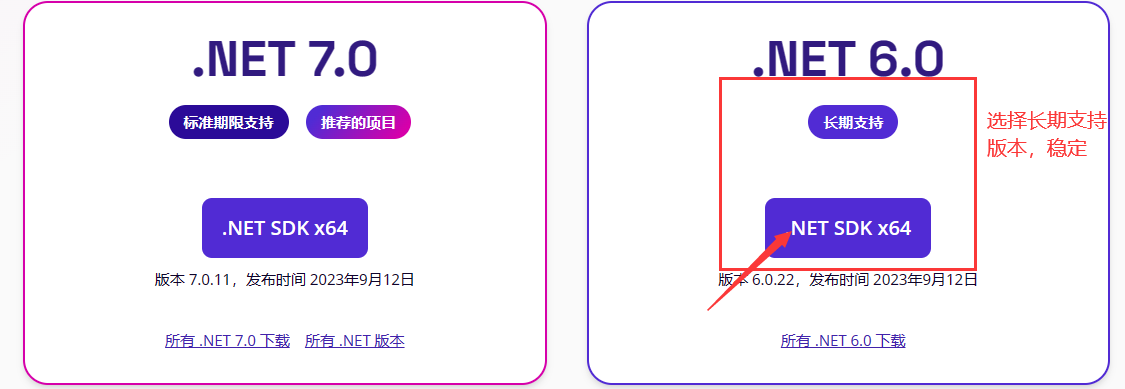 .NET 7.0
标准期限支持 推荐的项目
.NET SDK x64
版本 7.0.11，发布时间 2023年9月12日
所有 .NET 7.0 下载 所有 .NET 版本
.NET 6.0
长期支持
选择长期支持
版本，稳定
.NET SDK x64
版本 6.0.22，发布时间 2023年9月12日
所有 .NET 6.0 下载